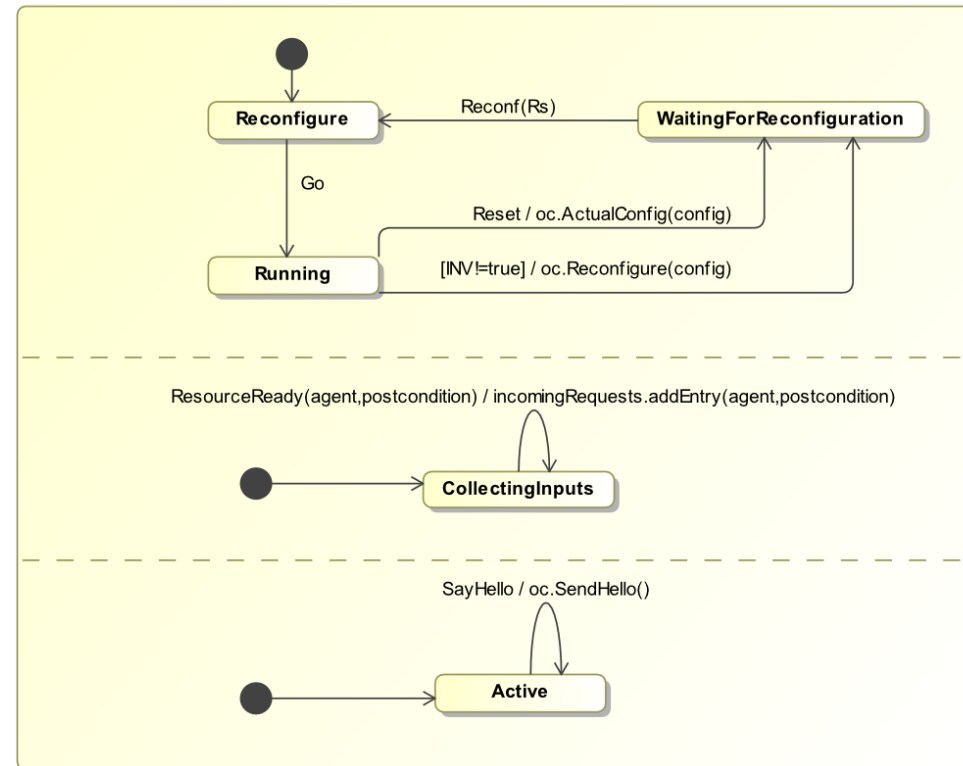 Reconf(Rs)
Reconfigure
WaitingForReconfiguration
Go
Reset / oc.ActualConfig(config)
Running
[INV!=true] / oc.Reconfigure(config)
ResourceReady(agent,postcondition) / incomingRequests.addEntry(agent,postcondition)
CollectingInputs
SayHello / oc.SendHello()
Active